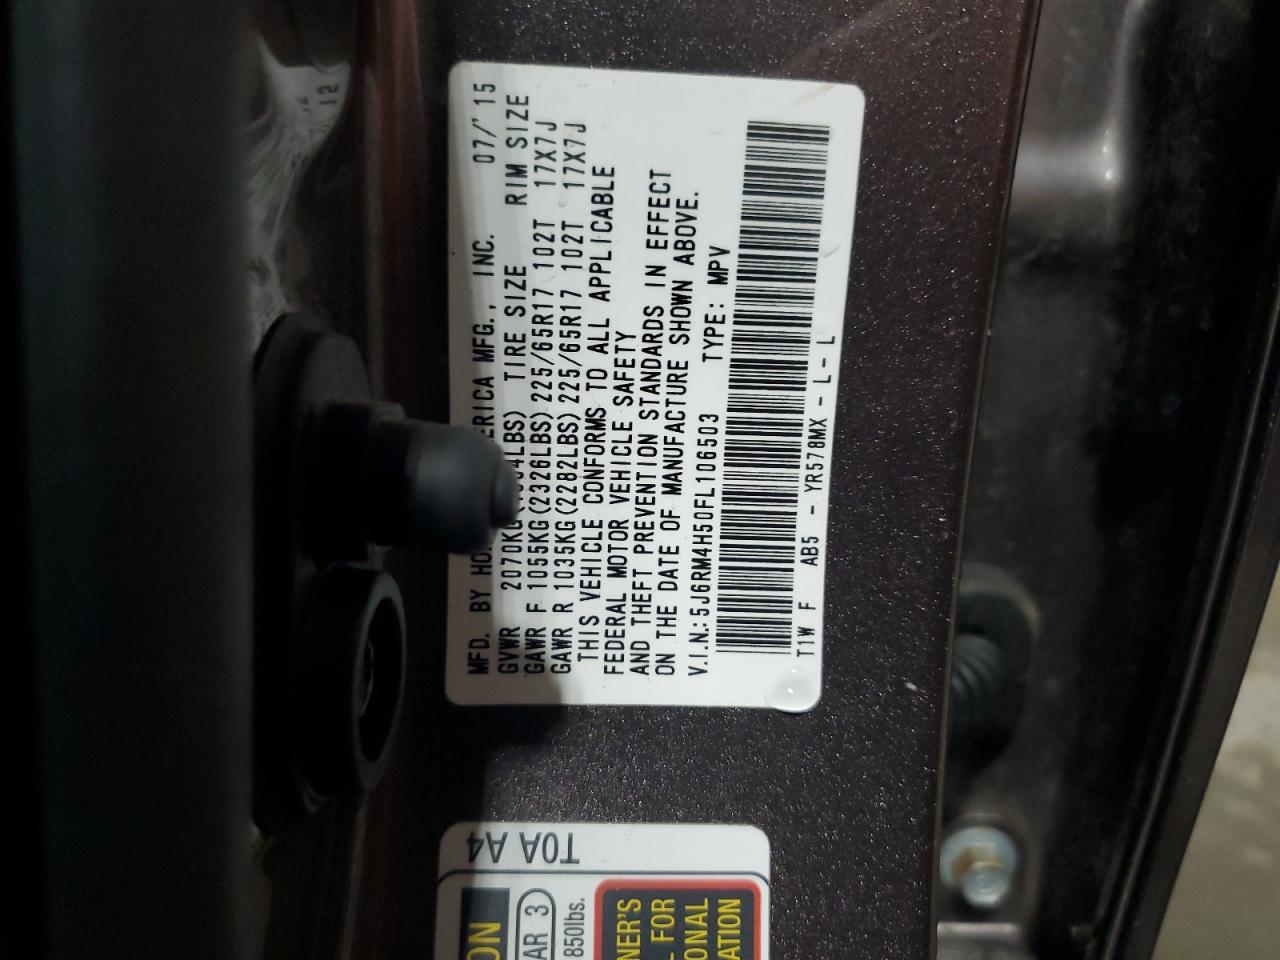 MFD. BY HONDA OF AMERICA MFG., INC. 07/'15
GVWR 2070KG LBS) TIRE SIZE RIM SIZE
GAWR F 1055KG(2326LBS) 225/65R17 102T 17X7J
GAWR R 1035KG(2282LBS) 225/65R17 102T 17X7J
THIS VEHICLE CONFORMS TO ALL APPLICABLE
FEDERAL MOTOR VEHICLE SAFETY
AND THEFT PREVENTION STANDARDS IN EFFECT
ON THE DATE OF MANUFACTURE SHOWN ABOVE.
V.I.N.: 5J6RM4H50FL106503 TYPE: MPV
T1W F AB5 - YR578MX - L - L
T0A A4
ON
AR 3
850lbs.
NER'S
L FOR
ONAL
ATION